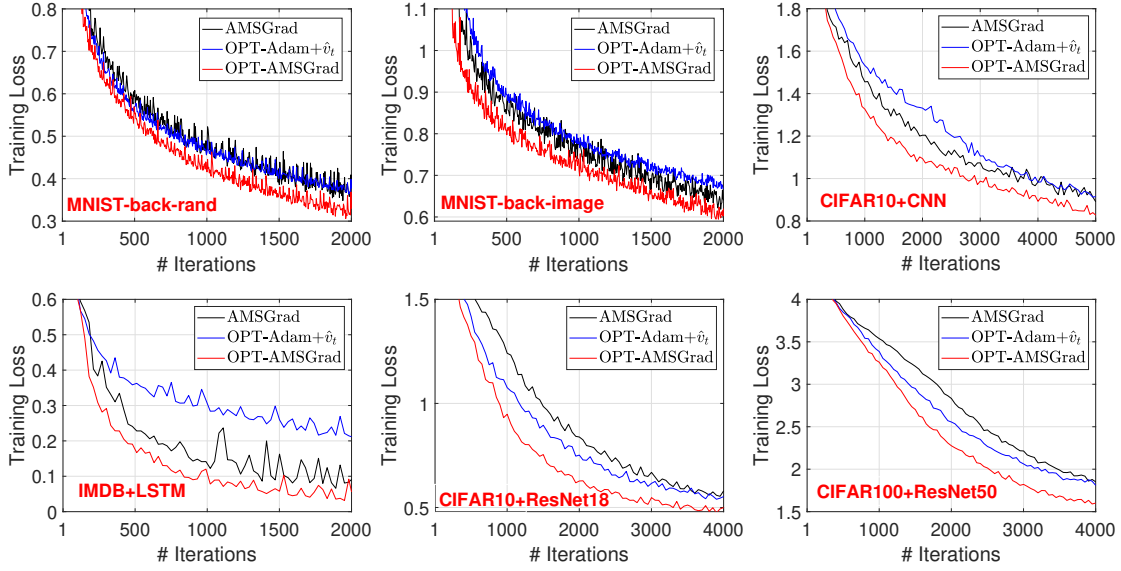 0.8
0.7
0.6
0.5
0.4
0.3
Training Loss
AMSGrad
OPT-Adam+v̂ₜ
OPT-AMSGrad
MNIST-back-rand
1 500 1000 1500 2000
# Iterations
1.1
1
0.9
0.8
0.7
0.6
Training Loss
AMSGrad
OPT-Adam+v̂ₜ
OPT-AMSGrad
MNIST-back-image
1 500 1000 1500 2000
# Iterations
1.8
1.6
1.4
1.2
1
0.8
Training Loss
AMSGrad
OPT-Adam+v̂ₜ
OPT-AMSGrad
CIFAR10+CNN
1 1000 2000 3000 4000 5000
# Iterations
0.6
0.5
0.4
0.3
0.2
0.1
0
Training Loss
AMSGrad
OPT-Adam+v̂ₜ
OPT-AMSGrad
IMDB+LSTM
1 500 1000 1500 2000
# Iterations
1.5
1
0.5
Training Loss
AMSGrad
OPT-Adam+v̂ₜ
OPT-AMSGrad
CIFAR10+ResNet18
1 1000 2000 3000 4000
# Iterations
4
3.5
3
2.5
2
1.5
Training Loss
AMSGrad
OPT-Adam+v̂ₜ
OPT-AMSGrad
CIFAR100+ResNet50
1 1000 2000 3000 4000
# Iterations